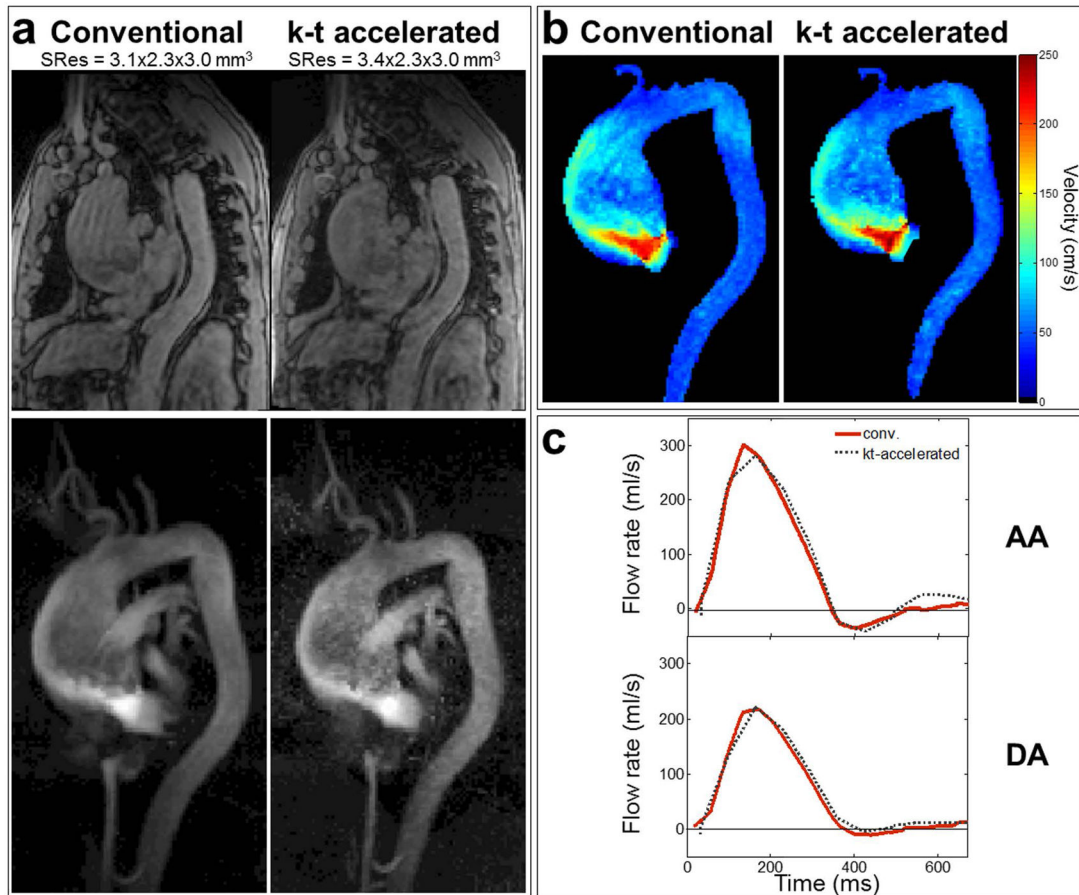 a
Conventional
SRes = 3.1x2.3x3.0 mm³
k-t accelerated
SRes = 3.4x2.3x3.0 mm³
b
Conventional
k-t accelerated
250
200
150
100
50
0
Velocity (cm/s)
c
conv.
kt-accelerated
Flow rate (ml/s)
300
200
100
0
AA
Flow rate (ml/s)
300
200
100
0
DA
0
200
400
600
Time (ms)